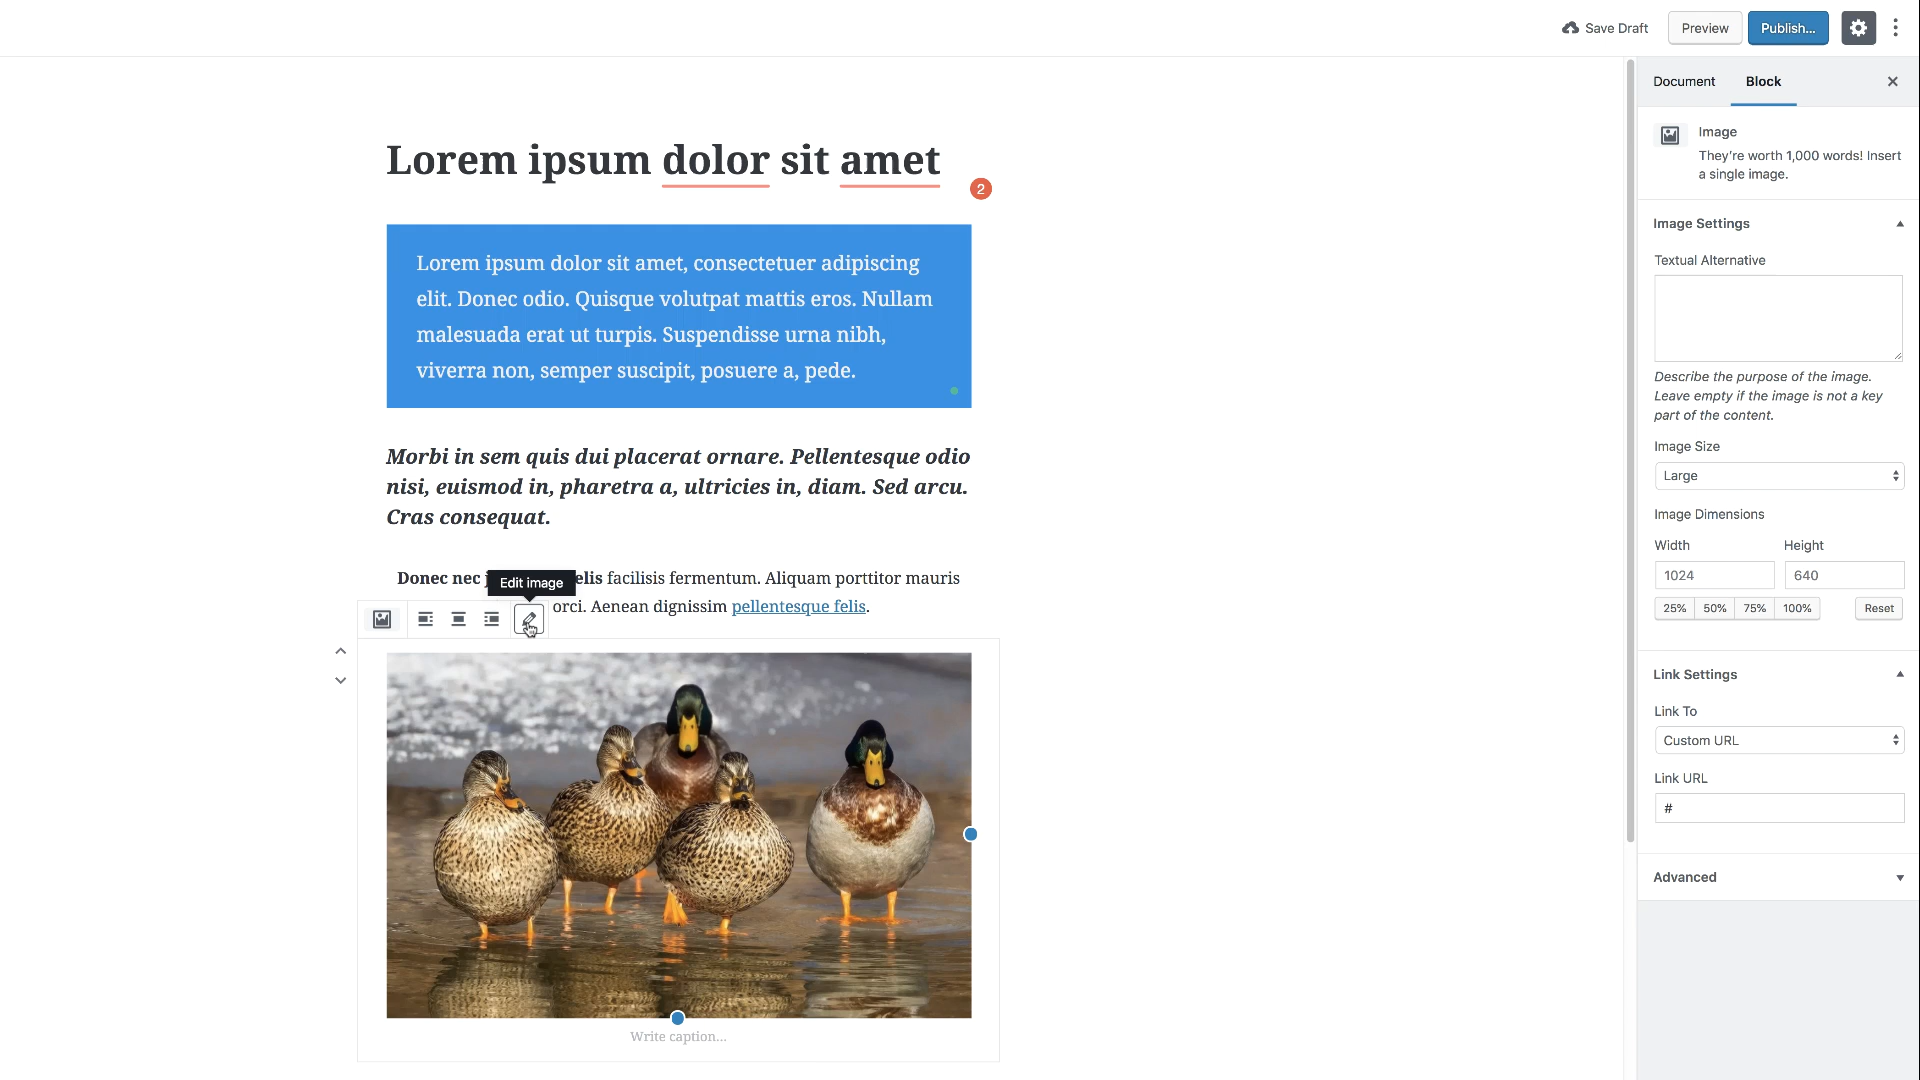 Save Draft
Preview
Publish...
Document
Block
Lorem ipsum dolor sit amet
2
Lorem ipsum dolor sit amet, consectetuer adipiscing
elit. Donec odio. Quisque volutpat mattis eros. Nullam
malesuada erat ut turpis. Suspendisse urna nibh,
viverra non, semper suscipit, posuere a, pede.
Morbi in sem quis dui placerat ornare. Pellentesque odio
nisi, euismod in, pharetra a, ultricies in, diam. Sed arcu.
Cras consequat.
Donec nec j
elis facilisis fermentum. Aliquam porttitor mauris
Edit image
orci. Aenean dignissim pellentesque felis.
Write caption...
Image
They're worth 1,000 words! Insert
a single image.
Image Settings
Textual Alternative
Describe the purpose of the image.
Leave empty if the image is not a key
part of the content.
Image Size
Large
Image Dimensions
Width Height
1024 640
25% 50% 75% 100% Reset
Link Settings
Link To
Custom URL
Link URL
#
Advanced